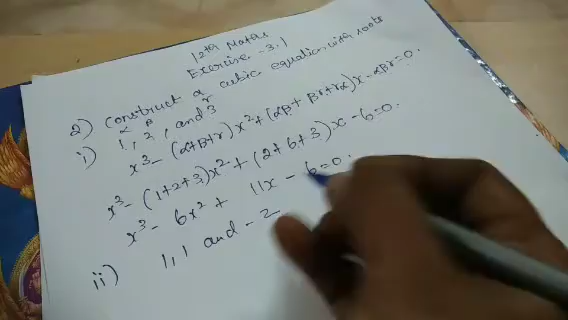 12th Maths
Exercise - 3.1
2) Construct a cubic equation with roots
α β γ
i) 1, 2, and 3
x³ - (α+β+γ)x² + (αβ + βγ + γα)x - αβγ = 0.
x³ - (1+2+3)x² + (2+6+3)x - 6 = 0.
x³ - 6x² + 11x - 6 = 0.
ii) 1, 1 and - 2